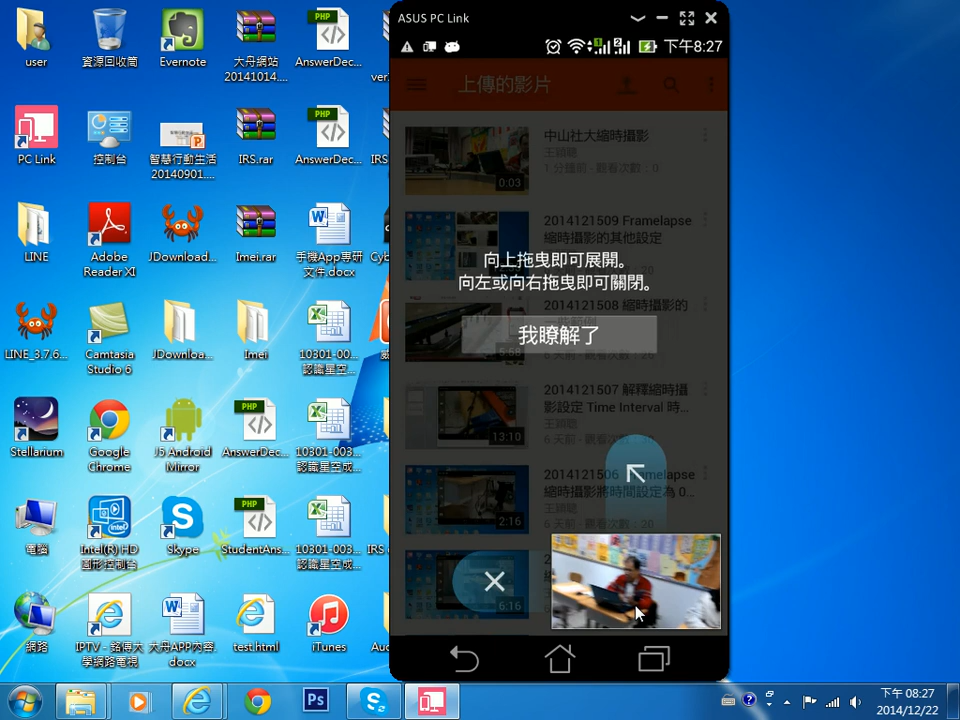 user
資源回收筒
Evernote
大舟網站
20141014....
AnswerDec...
PC Link
控制台
智慧行動生活
20140901....
IRS.rar
AnswerDec...
LINE
Adobe
Reader XI
JDownload...
Imei.rar
手機App專研
文件.docx
LINE_3.7.6...
Camtasia
Studio 6
JDownloa...
Imei
10301-00...
認識星空...
Stellarium
Google
Chrome
J5 Android
Mirror
AnswerDec...
10301-003...
認識星空成...
電腦
Intel(R) HD
圖形控制台
Skype
StudentAns...
10301-003...
認識星空成...
網路
IPTV - 銘傳大
學網路電視
大舟APP內容.
docx
test.html
iTunes
ASUS PC Link
下午8:27
上傳的影片
中山社大縮時攝影
王穎聰
1 分鐘前 · 觀看次數：0
0:03
2014121509 Framelapse
縮時攝影的其他設定
向上拖曳即可展開。
向左或向右拖曳即可關閉。
2014121508 縮時攝影的
我瞭解了
3:58
2014121507 解釋縮時攝
影設定 Time Interval 時...
王穎聰
6 天前 · 觀看次數：
13:10
2014121506 Framelapse
縮時攝影將時間設定為 0...
王穎聰
6 天前 · 觀看次數：20
2:16
6:16
下午 08:27
2014/12/22